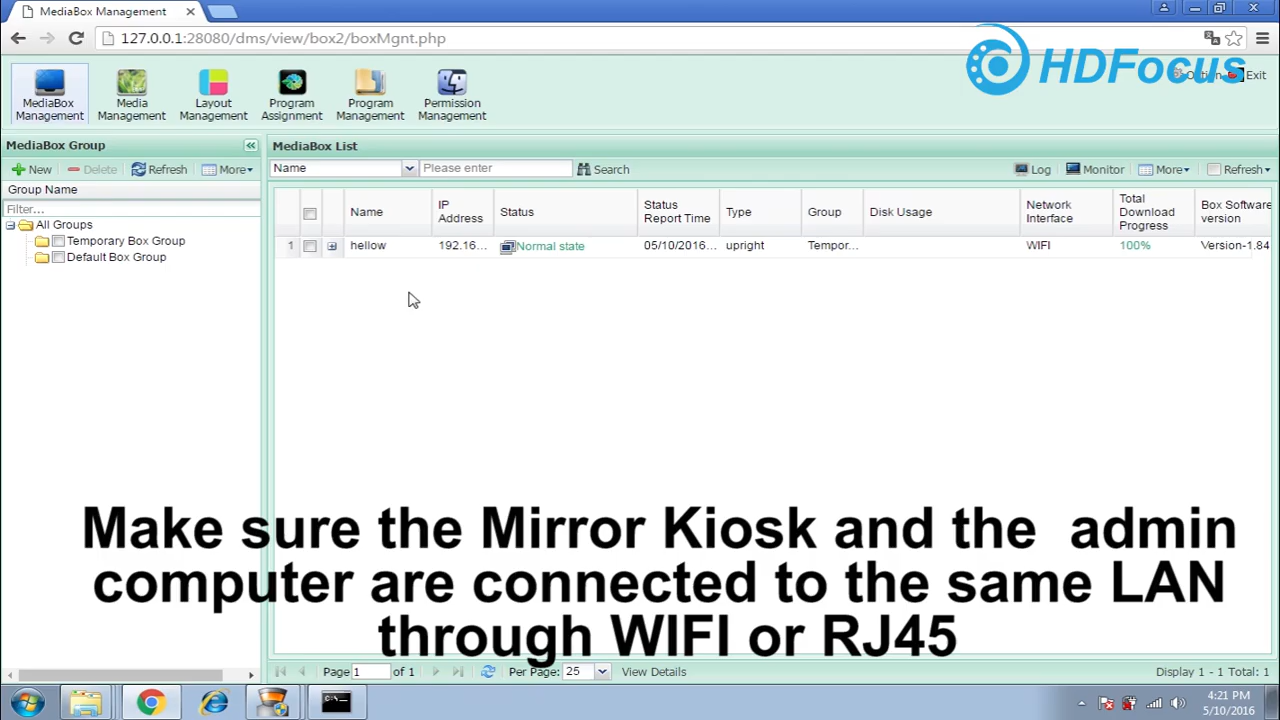 MediaBox Management
127.0.0.1:28080/dms/view/box2/boxMgnt.php
HDFocus
Exit
MediaBox Management
Media Management
Layout Management
Program Assignment
Program Management
Permission Management
MediaBox Group
MediaBox List
New Delete Refresh More
Name Please enter Search Log Monitor More Refresh
Group Name
Filter...
All Groups
Temporary Box Group
Default Box Group
Name IP Address Status Status Report Time Type Group Disk Usage Network Interface Total Download Progress Box Software version
1 hellow 192.16... Normal state 05/10/2016... upright Tempor... WIFI 100% Version-1.84
Make sure the Mirror Kiosk and the admin
computer are connected to the same LAN
through WIFI or RJ45
Page 1 of 1 Per Page: 25 View Details Display 1 - 1 Total: 1
4:21 PM
5/10/2016